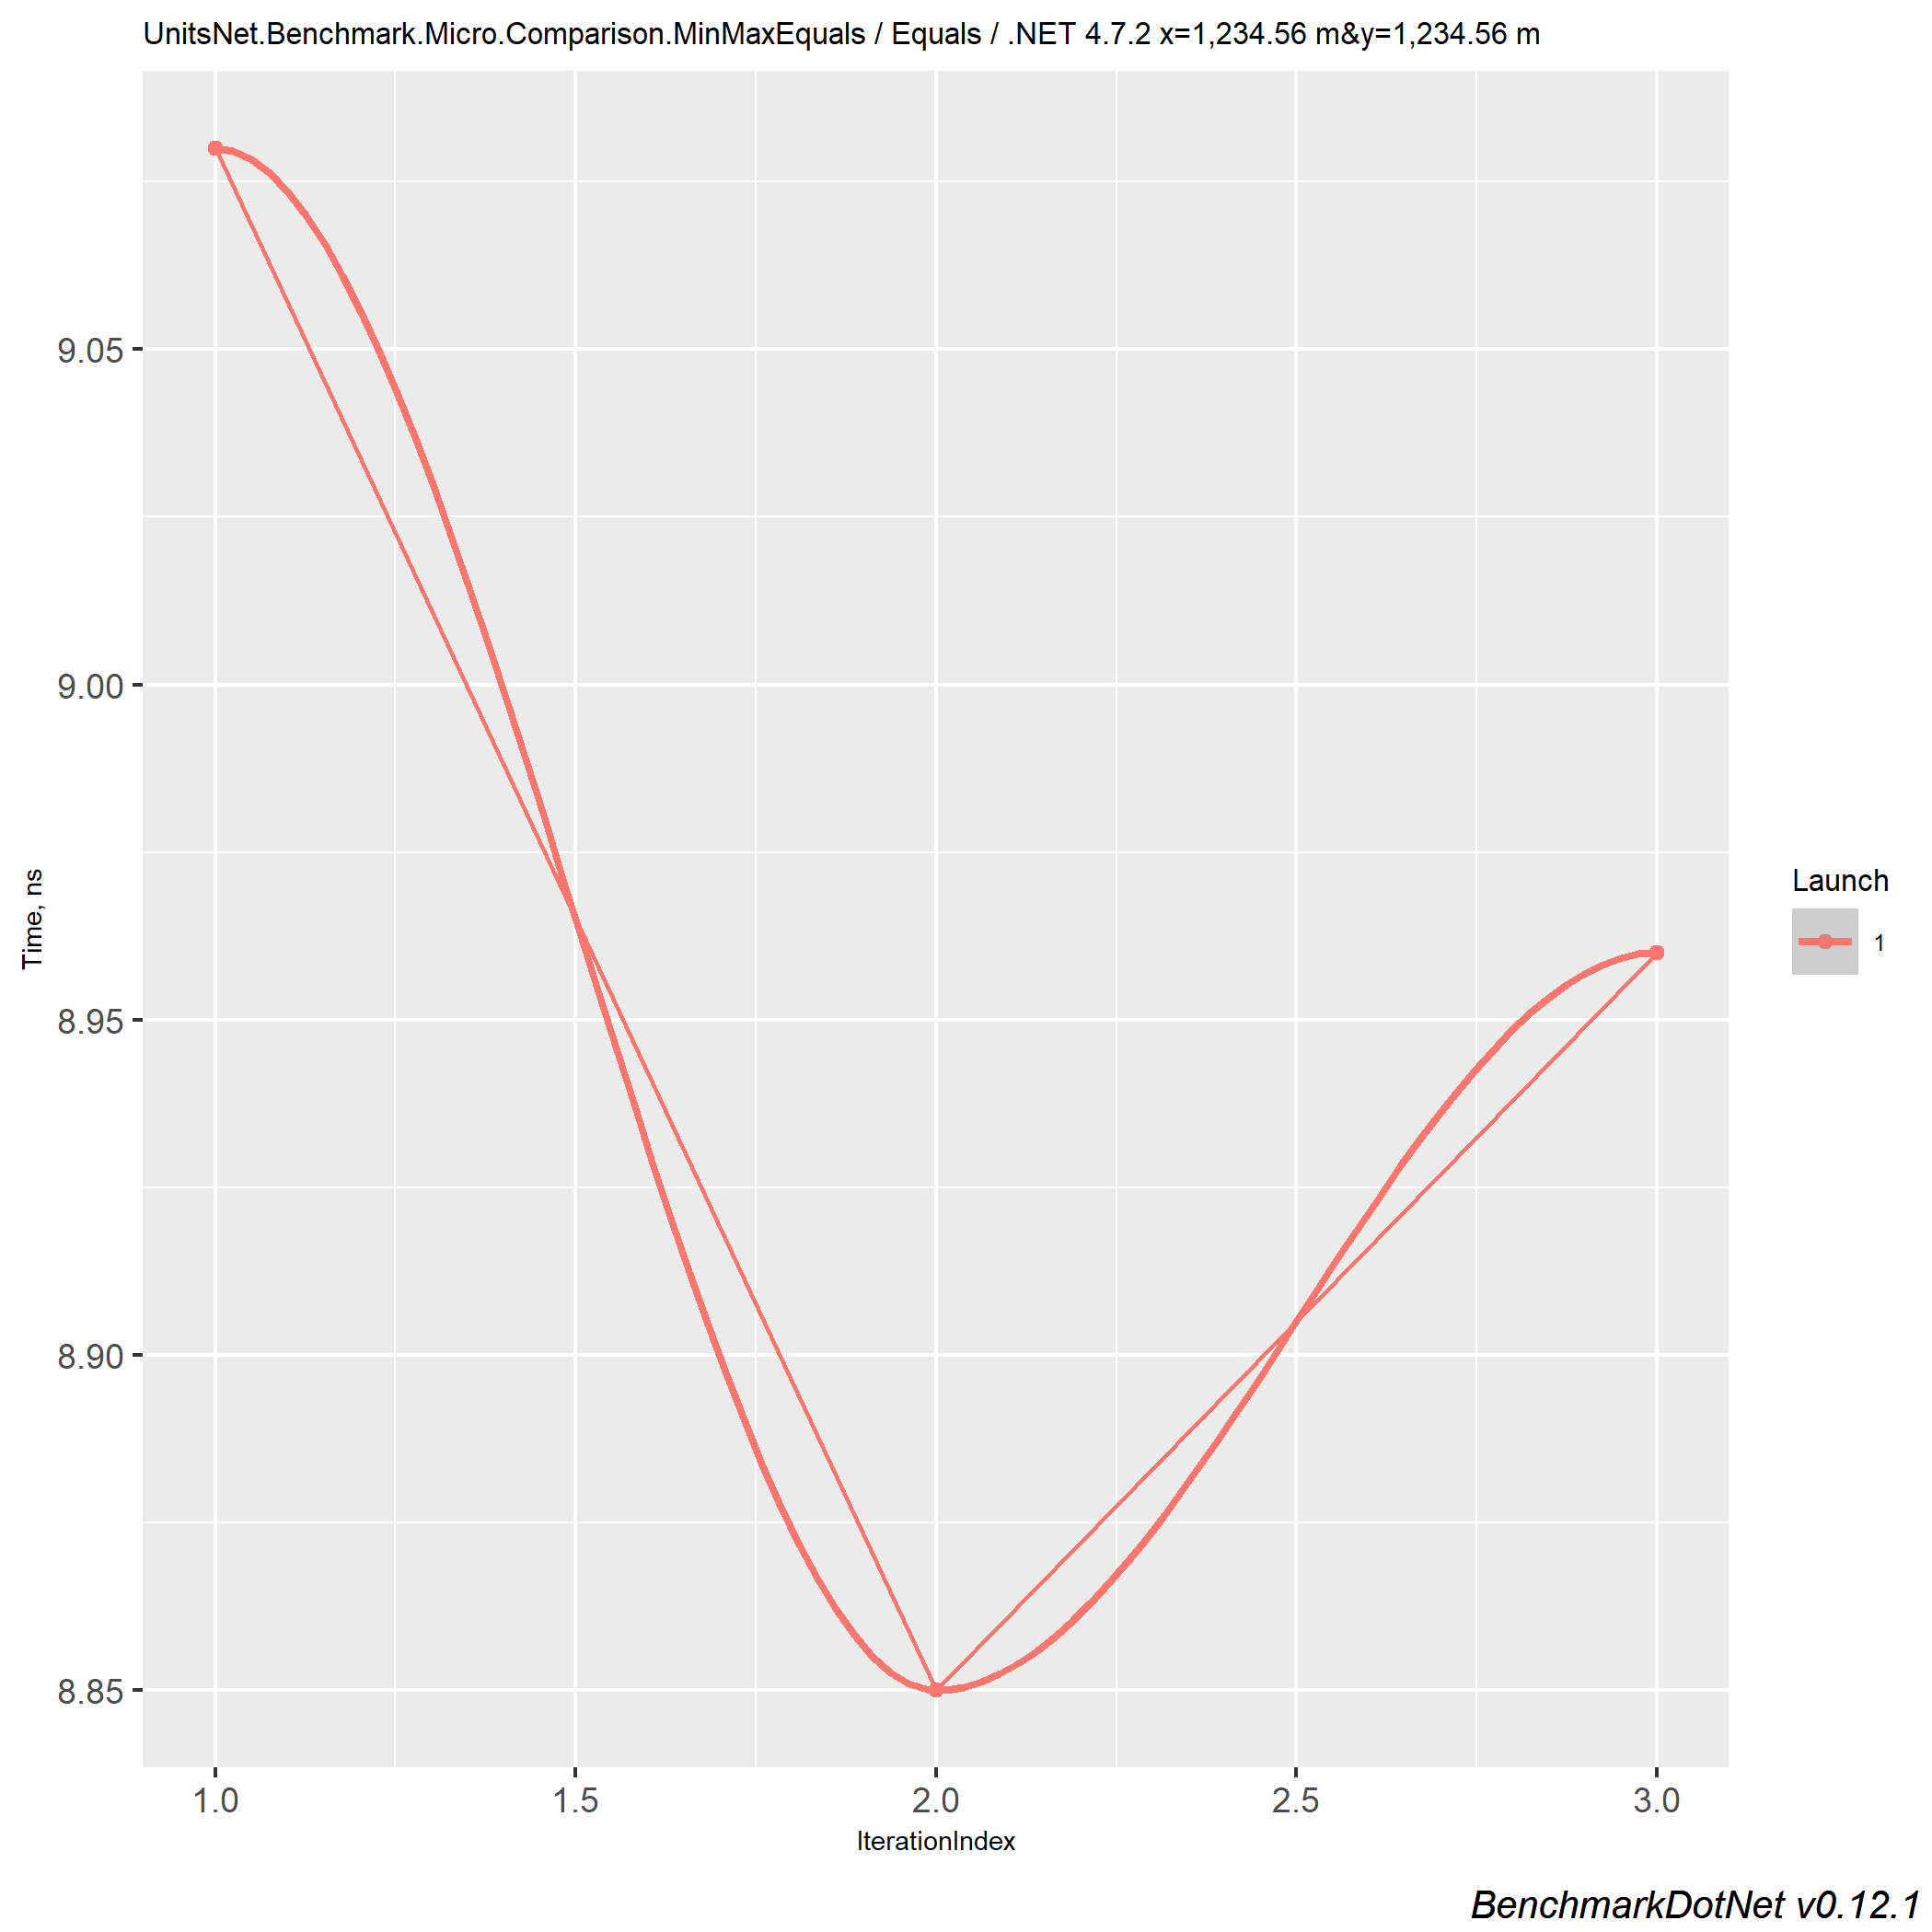 UnitsNet.Benchmark.Micro.Comparison.MinMaxEquals / Equals / .NET 4.7.2 x=1,234.56 m&y=1,234.56 m
9.05
9.00
8.95
8.90
8.85
Time, ns
1.0 1.5 2.0 2.5 3.0
IterationIndex
Launch
1
BenchmarkDotNet v0.12.1